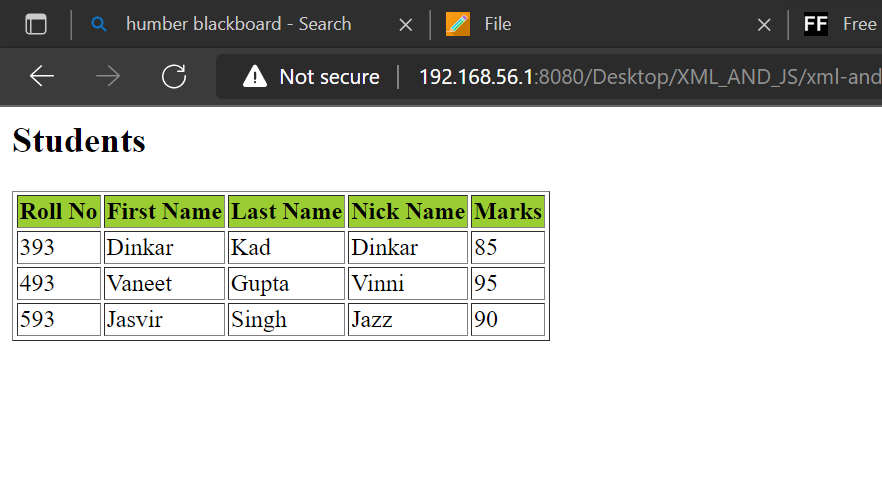 humber blackboard - Search File FF Free
Not secure 192.168.56.1:8080/Desktop/XML_AND_JS/xml-and
Students
Roll No First Name Last Name Nick Name Marks
393 Dinkar Kad Dinkar 85
493 Vaneet Gupta Vinni 95
593 Jasvir Singh Jazz 90